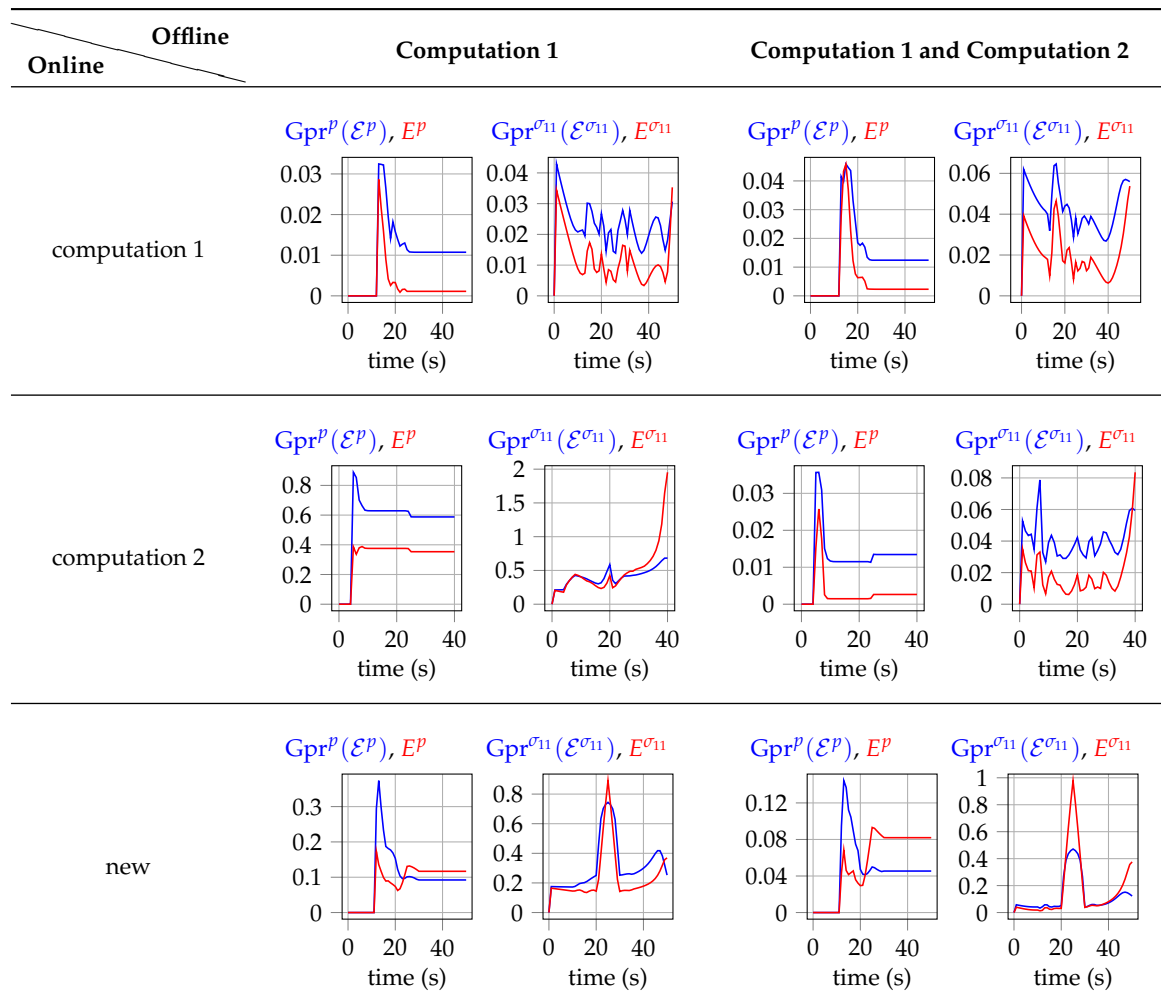 Offline
Online
Computation 1
Computation 1 and Computation 2
computation 1
Gpr^p(ℰ^p), E^p
0.03
0.02
0.01
0
0 20 40
time (s)
Gpr^σ₁₁(ℰ^σ₁₁), E^σ₁₁
0.04
0.03
0.02
0.01
0
0 20 40
time (s)
Gpr^p(ℰ^p), E^p
0.04
0.03
0.02
0.01
0
0 20 40
time (s)
Gpr^σ₁₁(ℰ^σ₁₁), E^σ₁₁
0.06
0.04
0.02
0
0 20 40
time (s)
computation 2
Gpr^p(ℰ^p), E^p
0.8
0.6
0.4
0.2
0
0 20 40
time (s)
Gpr^σ₁₁(ℰ^σ₁₁), E^σ₁₁
2
1.5
1
0.5
0
0 20 40
time (s)
Gpr^p(ℰ^p), E^p
0.03
0.02
0.01
0
0 20 40
time (s)
Gpr^σ₁₁(ℰ^σ₁₁), E^σ₁₁
0.08
0.06
0.04
0.02
0
0 20 40
time (s)
new
Gpr^p(ℰ^p), E^p
0.3
0.2
0.1
0
0 20 40
time (s)
Gpr^σ₁₁(ℰ^σ₁₁), E^σ₁₁
0.8
0.6
0.4
0.2
0
0 20 40
time (s)
Gpr^p(ℰ^p), E^p
0.12
0.08
0.04
0
0 20 40
time (s)
Gpr^σ₁₁(ℰ^σ₁₁), E^σ₁₁
1
0.8
0.6
0.4
0.2
0
0 20 40
time (s)